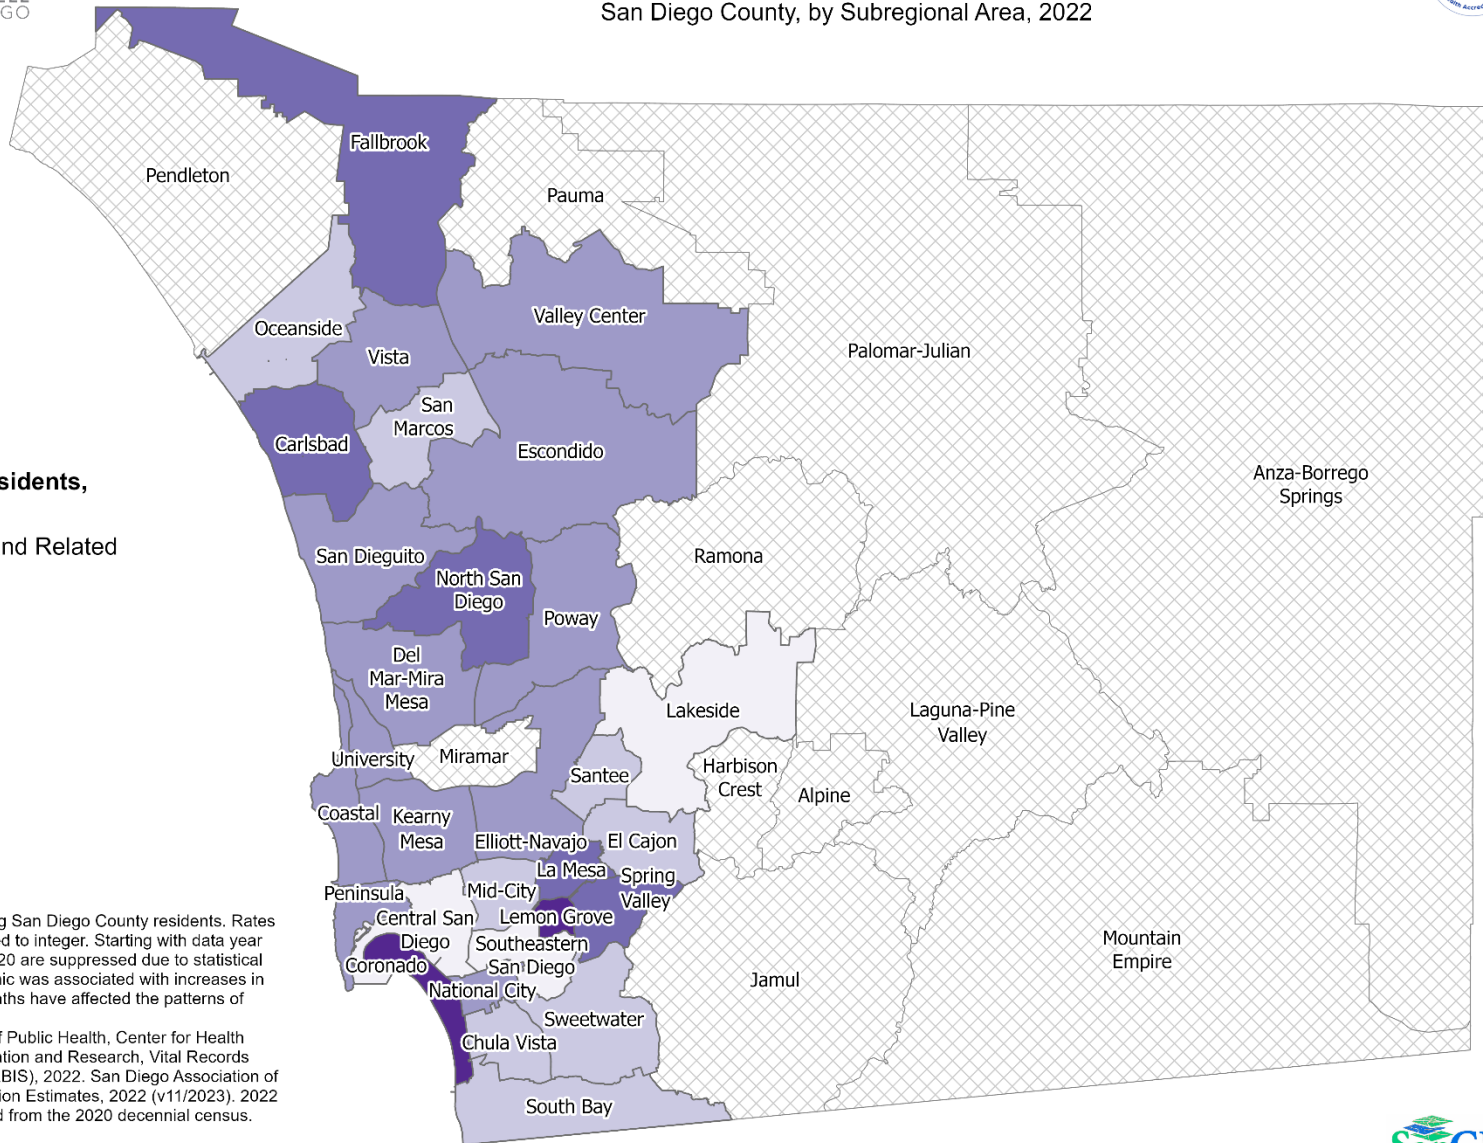 GO
San Diego County, by Subregional Area, 2022
Fallbrook
Pendleton
Pauma
Valley Center
Oceanside
Vista
Palomar-Julian
San
Marcos
Carlsbad
Escondido
Anza-Borrego
Springs
sidents,
nd Related
San Dieguito
Ramona
North San
Diego
Poway
Del
Mar-Mira
Mesa
Lakeside
Laguna-Pine
Valley
University
Miramar
Santee
Harbison
Crest
Alpine
Coastal
Kearny
Mesa
Elliott-Navajo
El Cajon
La Mesa
Spring
Valley
Peninsula
Mid-City
Central San
Diego
Lemon Grove
Southeastern
San Diego
Coronado
National City
Jamul
Mountain
Empire
Sweetwater
Chula Vista
South Bay
g San Diego County residents. Rates
ed to integer. Starting with data year
20 are suppressed due to statistical
nic was associated with increases in
aths have affected the patterns of
f Public Health, Center for Health
ation and Research, Vital Records
BIS), 2022. San Diego Association of
ion Estimates, 2022 (v11/2023). 2022
d from the 2020 decennial census.